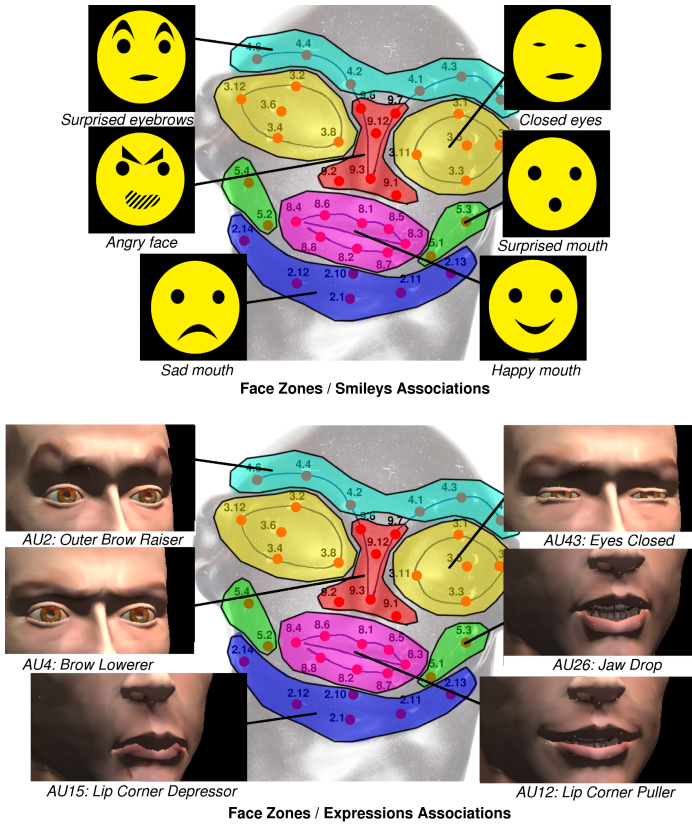 4.6 4.4 4.2 4.1 4.3
3.12 3.2 9.6 9.7 3.1
3.6 9.12
3.4 3.8 3.11
Surprised eyebrows
Closed eyes
5.4 9.2 9.3 9.1 3.3
5.2 8.4 8.6 8.1 8.5 8.3 5.3
Angry face
2.14 8.8 8.2 8.7 5.1
Surprised mouth
2.12 2.10 2.11 2.13
2.1
Sad mouth
Happy mouth
Face Zones / Smileys Associations
4.6 4.4 4.2 4.1 4.3
3.12 3.2 9.6 9.7 3.1
3.6 9.12
3.4 3.8 3.11
AU2: Outer Brow Raiser
AU43: Eyes Closed
5.4 9.2 9.3 9.1 3.3
5.2 8.4 8.6 8.1 8.5 8.3 5.3
2.14 8.8 8.2 8.7 5.1
AU4: Brow Lowerer
AU26: Jaw Drop
2.12 2.10 2.11 2.13
2.1
AU15: Lip Corner Depressor
AU12: Lip Corner Puller
Face Zones / Expressions Associations